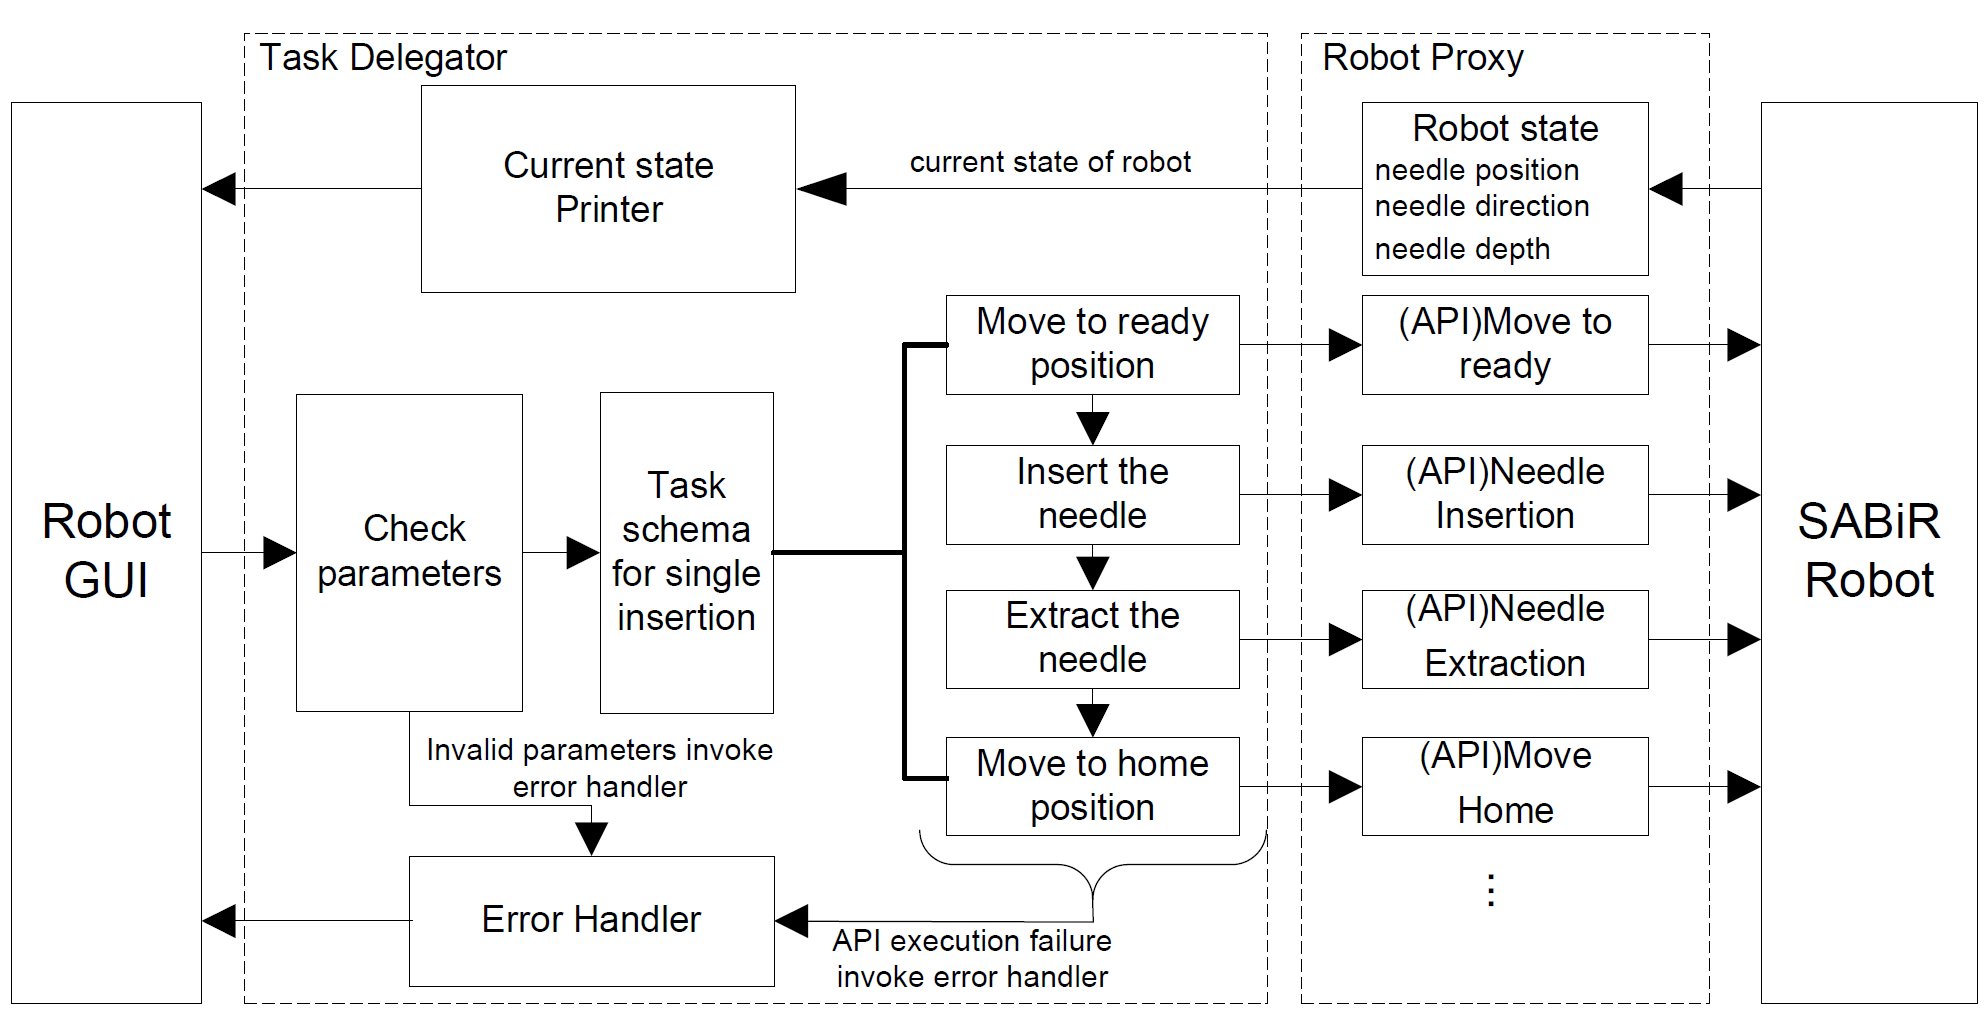 Task Delegator
Robot Proxy
Current state
Printer
current state of robot
Robot state
needle position
needle direction
needle depth
Robot
GUI
Check
parameters
Task
schema
for single
insertion
Move to ready
position
Insert the
needle
Extract the
needle
Move to home
position
(API)Move to
ready
(API)Needle
Insertion
(API)Needle
Extraction
(API)Move
Home
⋮
SABiR
Robot
Invalid parameters invoke
error handler
Error Handler
API execution failure
invoke error handler